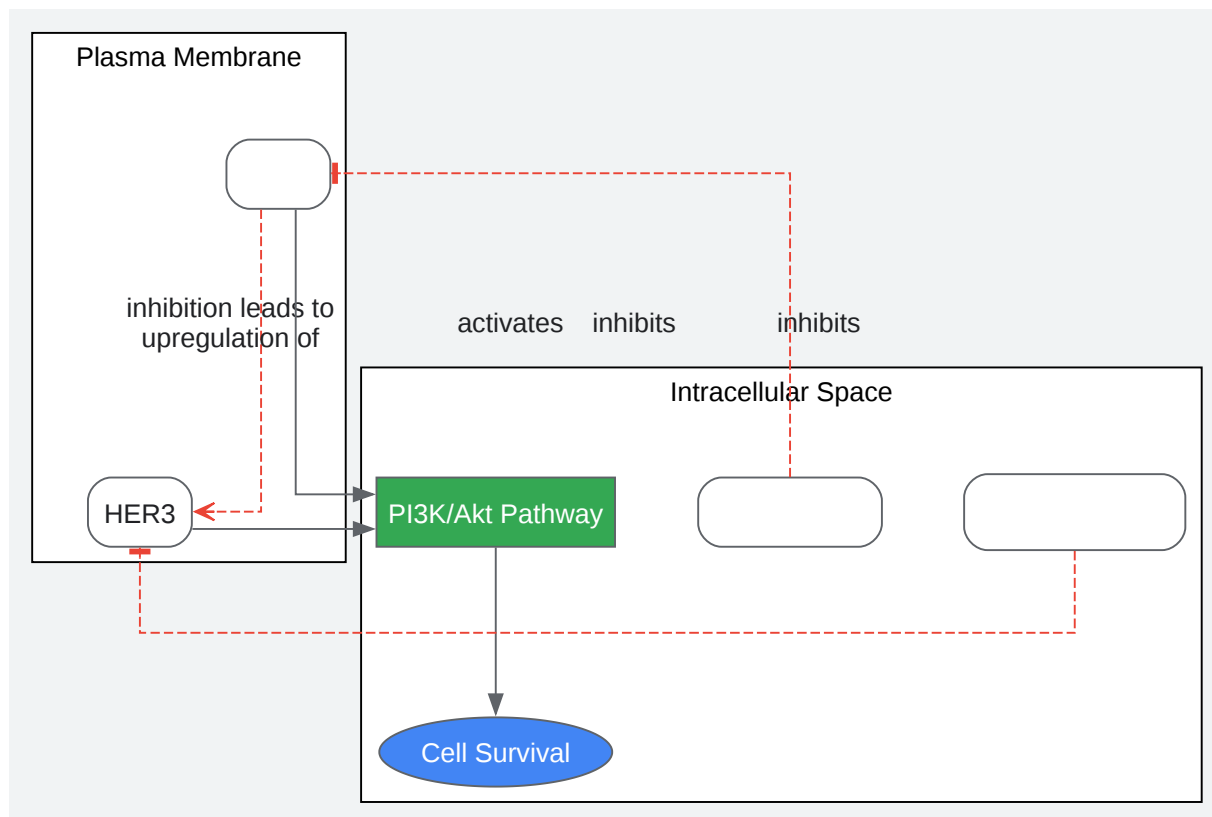 Plasma Membrane
inhibition leads to
upregulation of
activates
inhibits
inhibits
Intracellular Space
HER3
PI3K/Akt Pathway
Cell Survival